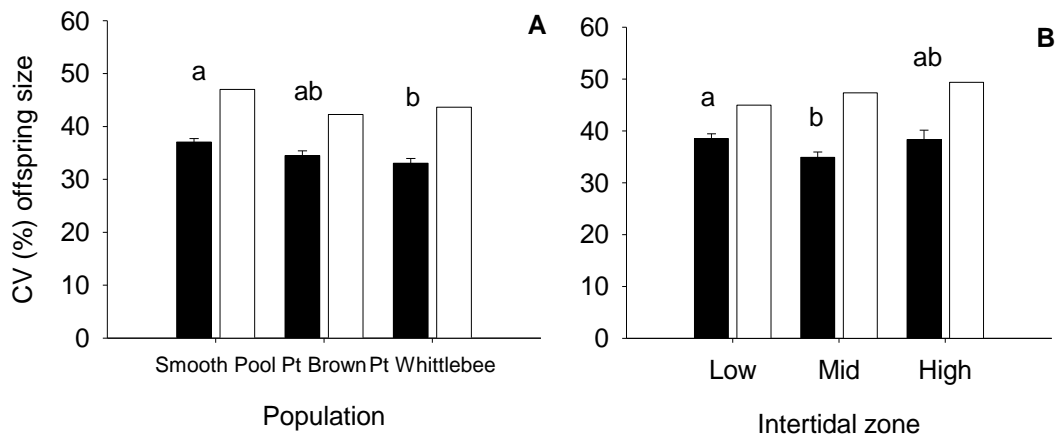 CV (%) offspring size
60
50
40
30
20
10
0
A
a
ab
b
Smooth Pool Pt Brown Pt Whittlebee
Population
60
50
40
30
20
10
0
B
a
b
ab
Low Mid High
Intertidal zone